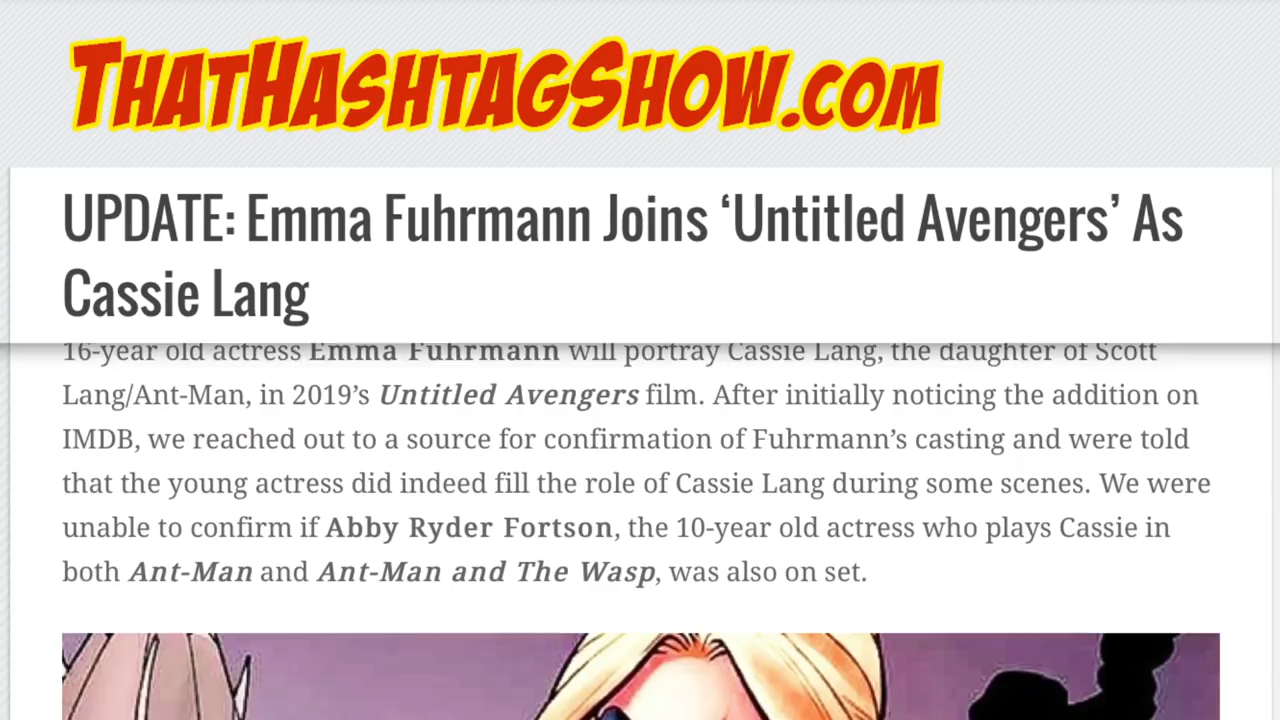 ThatHashtagShow.com
UPDATE: Emma Fuhrmann Joins ‘Untitled Avengers’ As
Cassie Lang
16-year old actress Emma Fuhrmann will portray Cassie Lang, the daughter of Scott
Lang/Ant-Man, in 2019’s Untitled Avengers film. After initially noticing the addition on
IMDB, we reached out to a source for confirmation of Fuhrmann’s casting and were told
that the young actress did indeed fill the role of Cassie Lang during some scenes. We were
unable to confirm if Abby Ryder Fortson, the 10-year old actress who plays Cassie in
both Ant-Man and Ant-Man and The Wasp, was also on set.